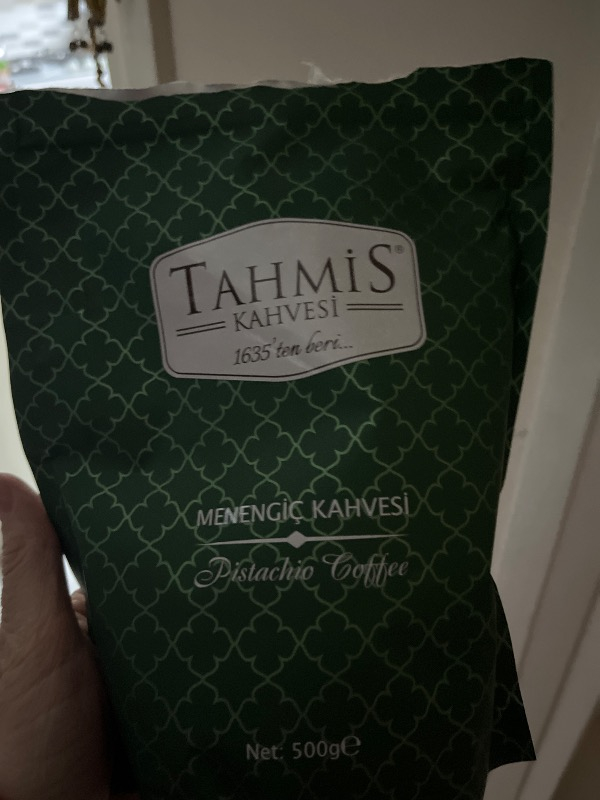 TAHMİS®
KAHVESİ
1635'ten beri...
MENENGİÇ KAHVESİ
Pistachio Coffee
Net: 500g℮